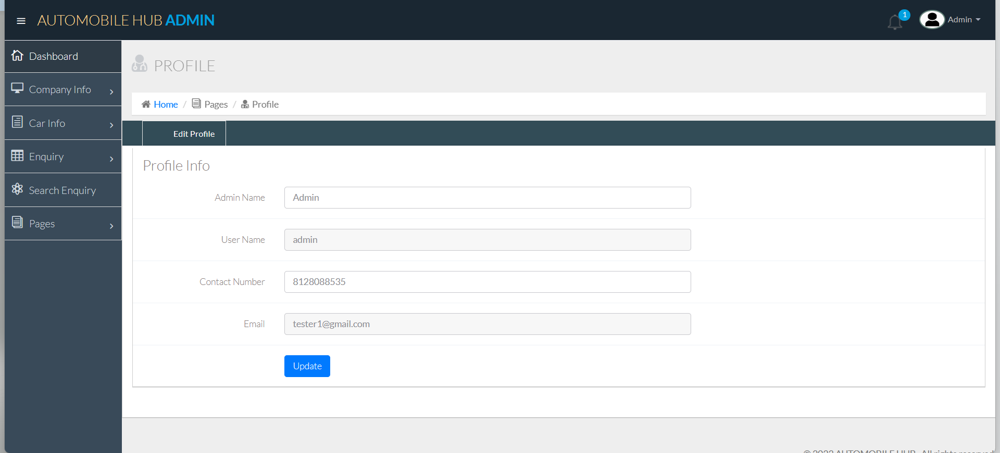 AUTOMOBILE HUB ADMIN
1
Admin
Dashboard
Company Info
Car Info
Enquiry
Search Enquiry
Pages
PROFILE
Home / Pages / Profile
Edit Profile
Profile Info
Admin Name
Admin
User Name
admin
Contact Number
8128088535
Email
tester1@gmail.com
Update
AUTOMOBILE HUB . All rights reserved